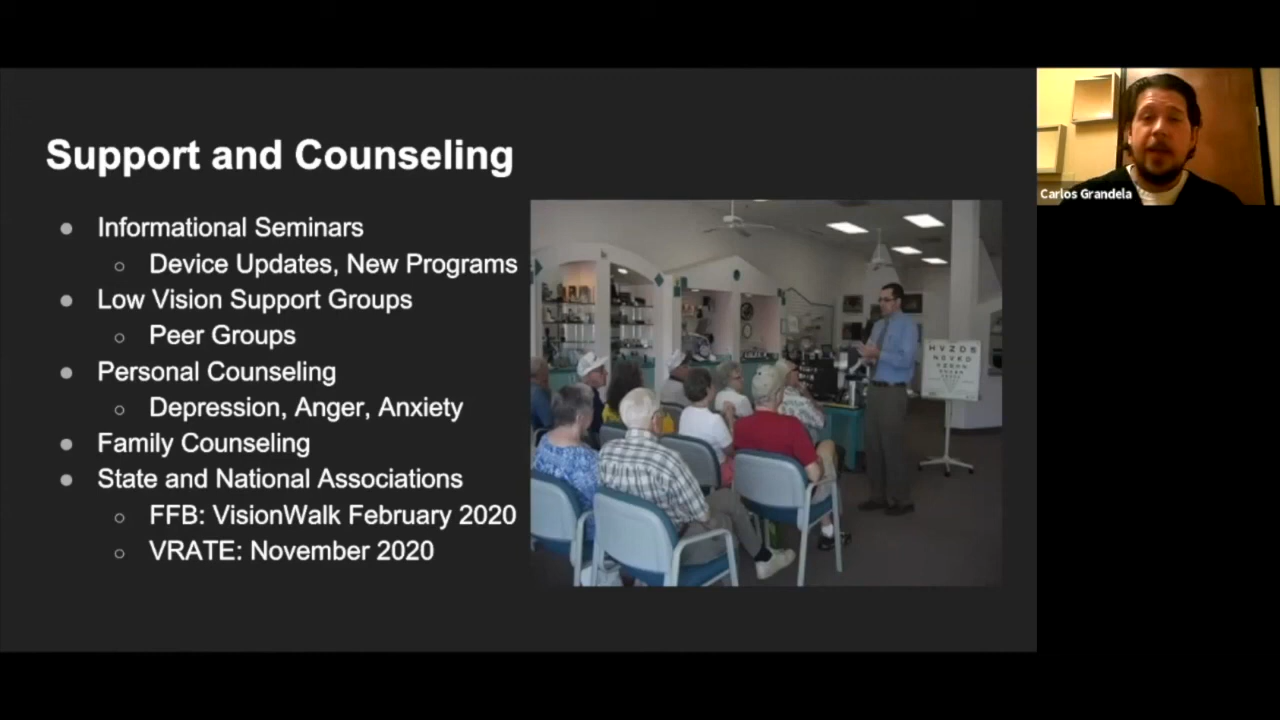 Support and Counseling
Informational Seminars
Device Updates, New Programs
Low Vision Support Groups
Peer Groups
Personal Counseling
Depression, Anger, Anxiety
Family Counseling
State and National Associations
FFB: VisionWalk February 2020
VRATE: November 2020
Carlos Grandela
H V Z D S
N C V K D